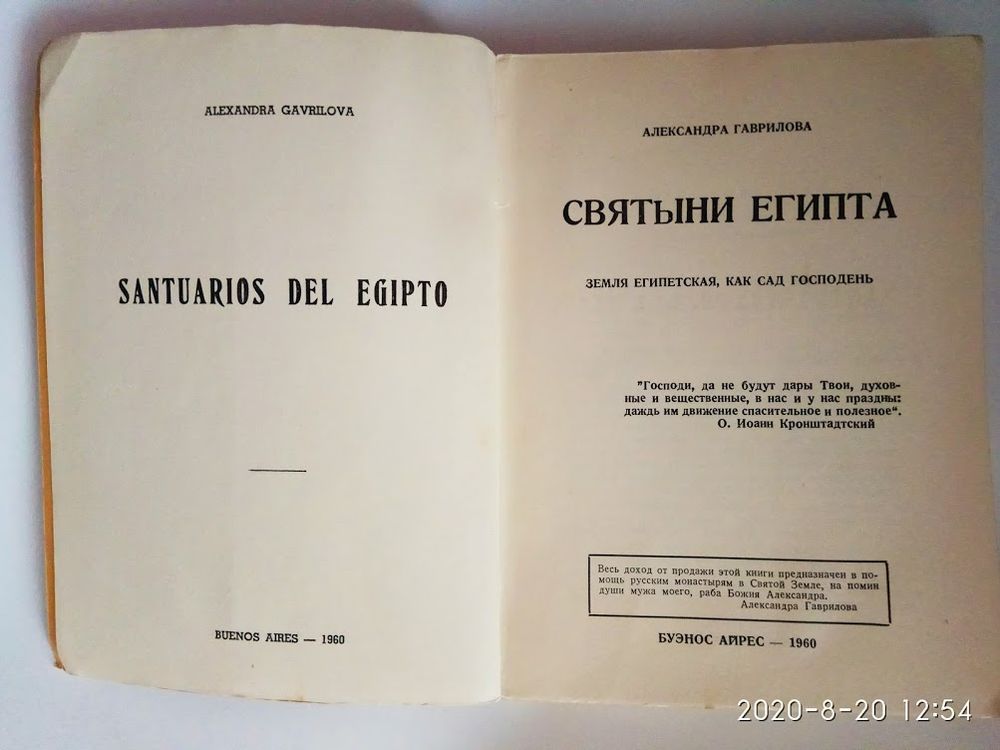 ALEXANDRA GAVRILOVA
SANTUARIOS DEL EGIPTO
BUENOS AIRES — 1960
АЛЕКСАНДРА ГАВРИЛОВА
СВЯТЫНИ ЕГИПТА
ЗЕМЛЯ ЕГИПЕТСКАЯ, КАК САД ГОСПОДЕНЬ
"Господи, да не будут дары Твои, духов-
ные и вещественные, в нас и у нас праздны:
даждь им движение спасительное и полезное".
О. Иоанн Кронштадтский
Весь доход от продажи этой книги предназначен в по-
мощь русским монастырям в Святой Земле, на помин
души мужа моего, раба Божия Александра.
Александра Гаврилова
БУЭНОС АЙРЕС — 1960
2020-8-20 12:54